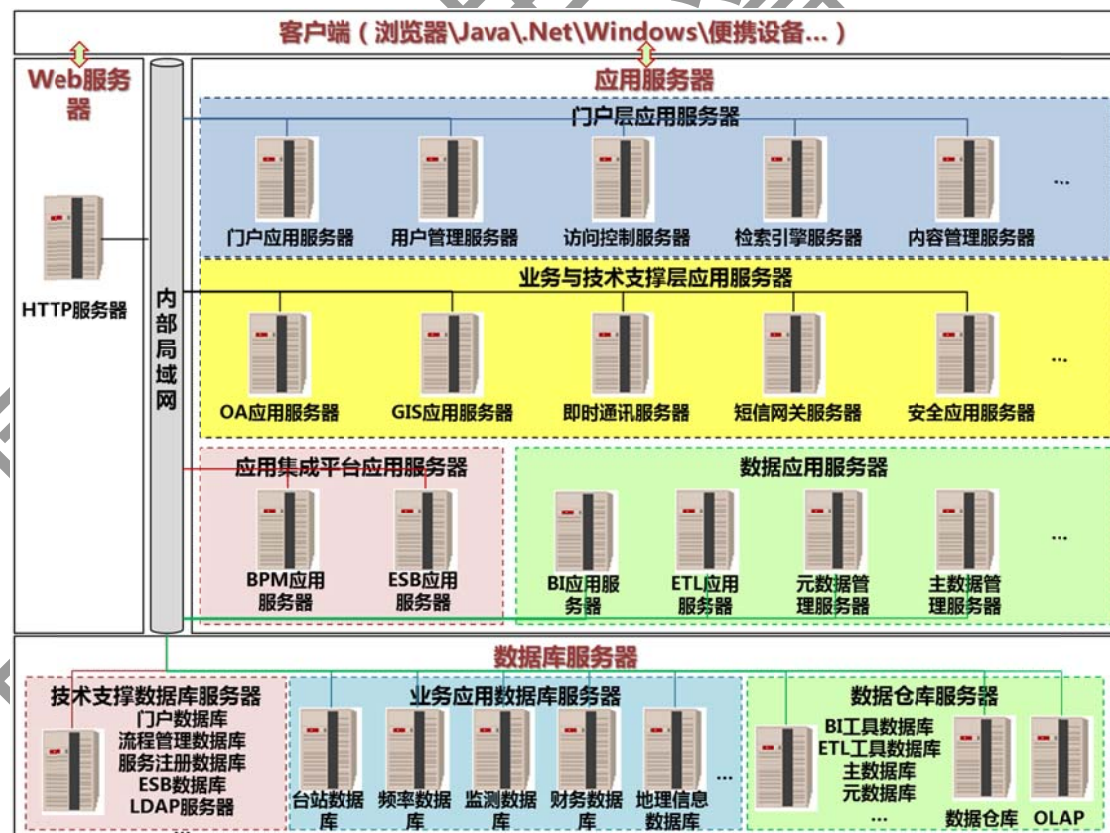 客户端（浏览器\Java\.Net\Windows\便携设备...）
Web服务
器
HTTP服务器
内
部
局
域
网
应用服务器
门户层应用服务器
...
门户应用服务器
用户管理服务器
访问控制服务器
检索引擎服务器
内容管理服务器
业务与技术支撑层应用服务器
...
OA应用服务器
GIS应用服务器
即时通讯服务器
短信网关服务器
安全应用服务器
应用集成平台应用服务器
BPM应用
服务器
ESB应用
服务器
数据应用服务器
...
BI应用服
务器
ETL应用
服务器
元数据管
理服务器
主数据管
理服务器
数据库服务器
技术支撑数据库服务器
门户数据库
流程管理数据库
服务注册数据库
ESB数据库
LDAP服务器
...
业务应用数据库服务器
...
台站数据
库
频率数据
库
监测数据
库
财务数据
库
地理信息
数据库
数据仓库服务器
BI工具数据库
ETL工具数据库
主数据库
元数据库
...
数据仓库
OLAP